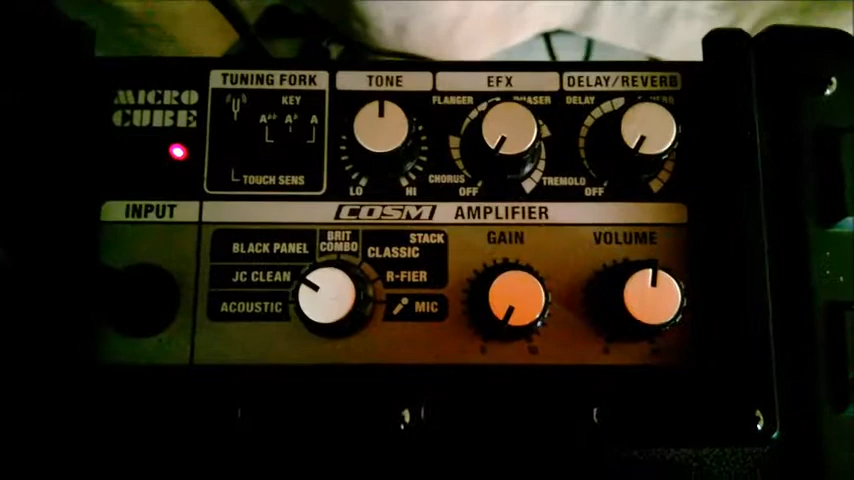 MICRO
CUBE
TUNING FORK
KEY
A♭♭ A♭ A
TOUCH SENS
TONE
LO HI
EFX
FLANGER PHASER
CHORUS TREMOLO
OFF
DELAY/REVERB
DELAY
OFF
INPUT
COSM AMPLIFIER
BLACK PANEL
BRIT
COMBO
STACK
CLASSIC
JC CLEAN
R-FIER
ACOUSTIC
MIC
GAIN
VOLUME